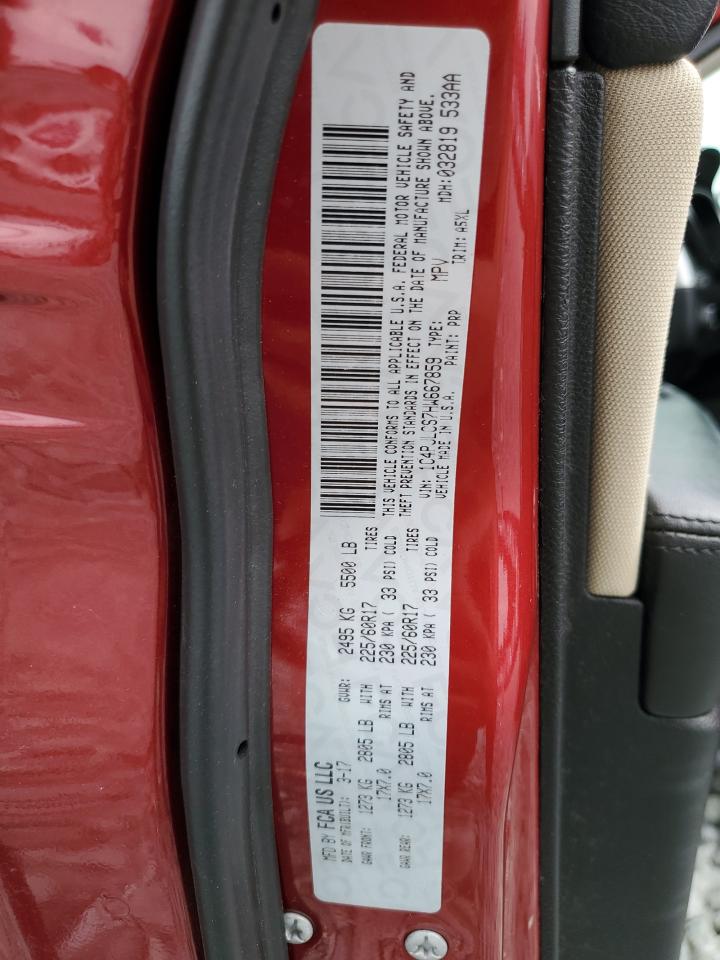 MFD BY FCA US LLC
DATE OF MFR(BUILT): 3-17 GVWR: 2495 KG 5500 LB
GAWR FRONT: 1273 KG 2805 LB WITH 225/60R17 TIRES
17X7.0 RIMS AT 230 KPA ( 33 PSI) COLD
GAWR REAR: 1273 KG 2805 LB WITH 225/60R17 TIRES
17X7.0 RIMS AT 230 KPA ( 33 PSI) COLD
THIS VEHICLE CONFORMS TO ALL APPLICABLE U.S.A. FEDERAL MOTOR VEHICLE SAFETY AND
THEFT PREVENTION STANDARDS IN EFFECT ON THE DATE OF MANUFACTURE SHOWN ABOVE.
VIN: 1C4PJLCS7HW667859 TYPE: MPV MDH:032819 533AA
VEHICLE MADE IN U.S.A. PAINT: PRP TRIM: A5XL